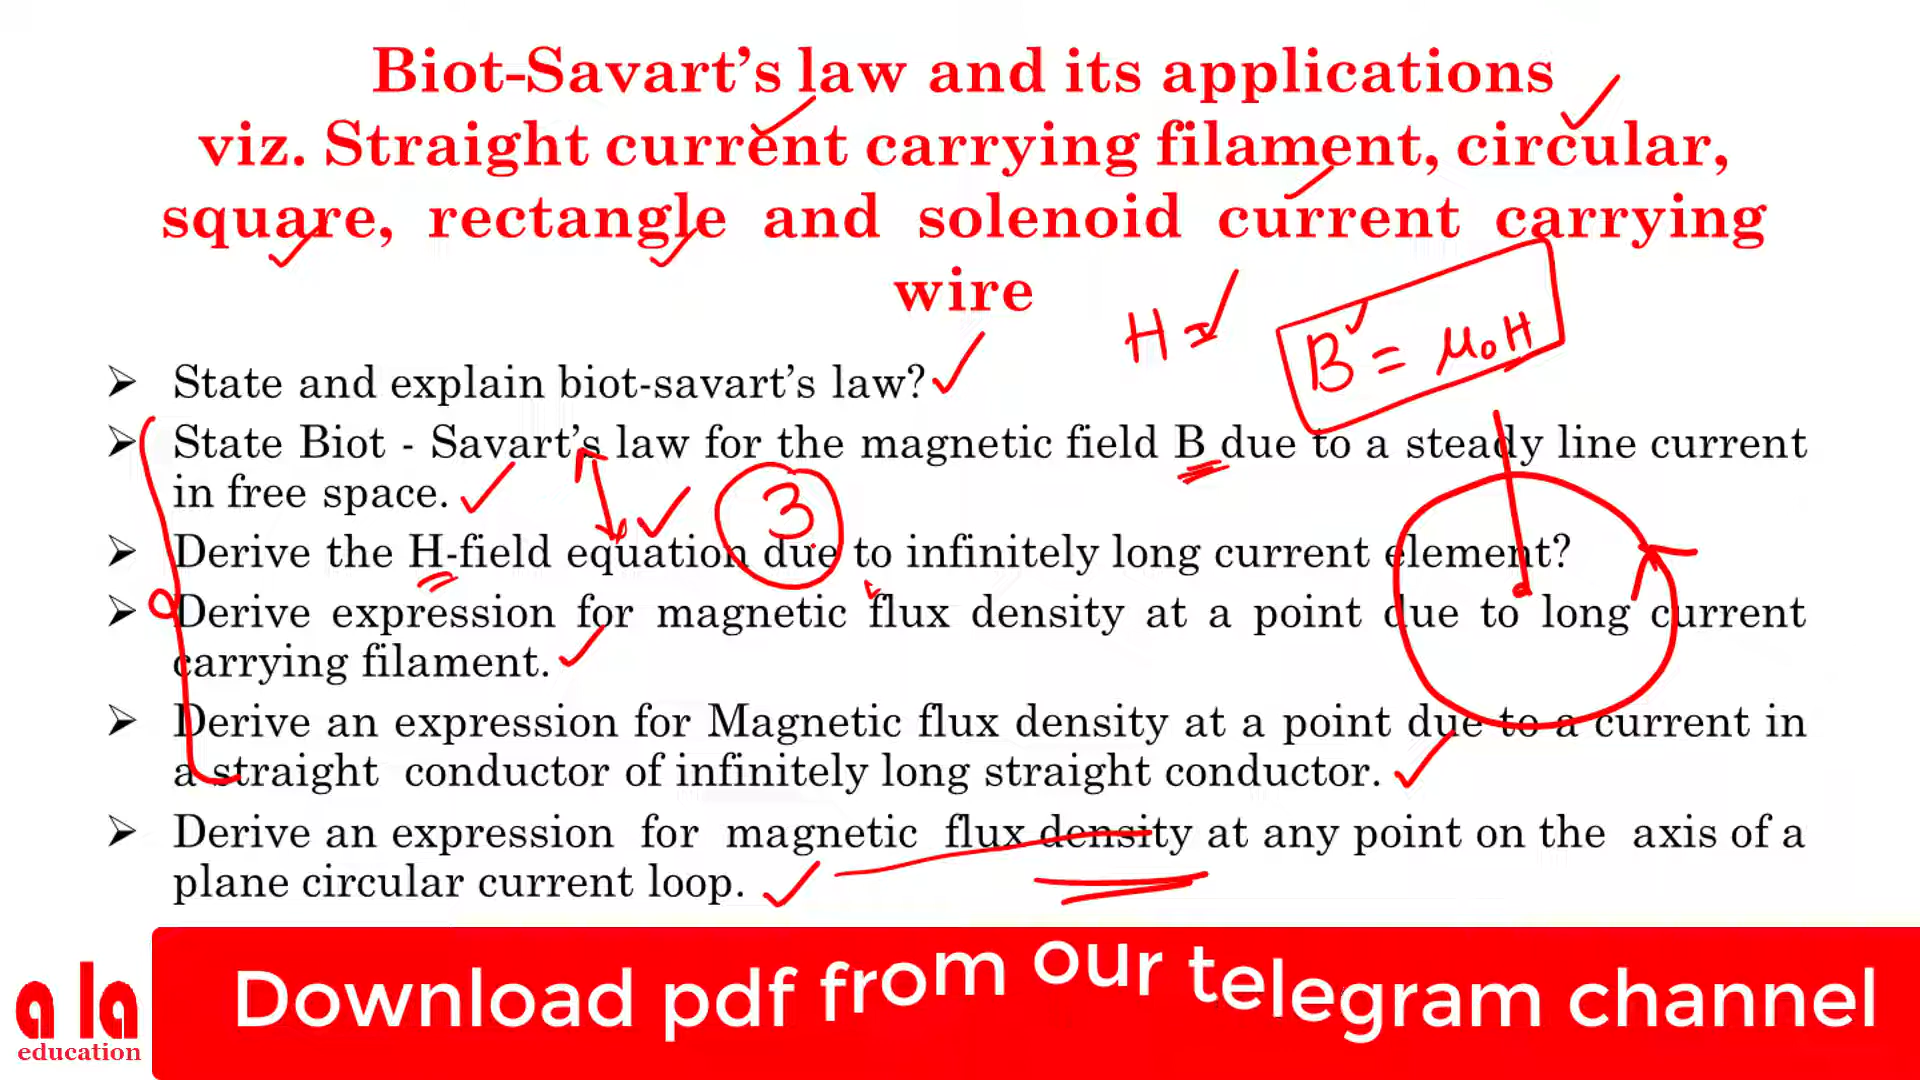 Biot-Savart’s law and its applications
viz. Straight current carrying filament, circular,
square, rectangle and solenoid current carrying
wire
H =
B = μ₀H
➢ State and explain biot-savart’s law?
➢ State Biot - Savart’s law for the magnetic field B due to a steady line current
in free space.
3
➢ Derive the H-field equation due to infinitely long current element?
➢ Derive expression for magnetic flux density at a point due to long current
carrying filament.
➢ Derive an expression for Magnetic flux density at a point due to a current in
a straight conductor of infinitely long straight conductor.
➢ Derive an expression for magnetic flux density at any point on the axis of a
plane circular current loop.
a la
education
Download pdf from our telegram channel